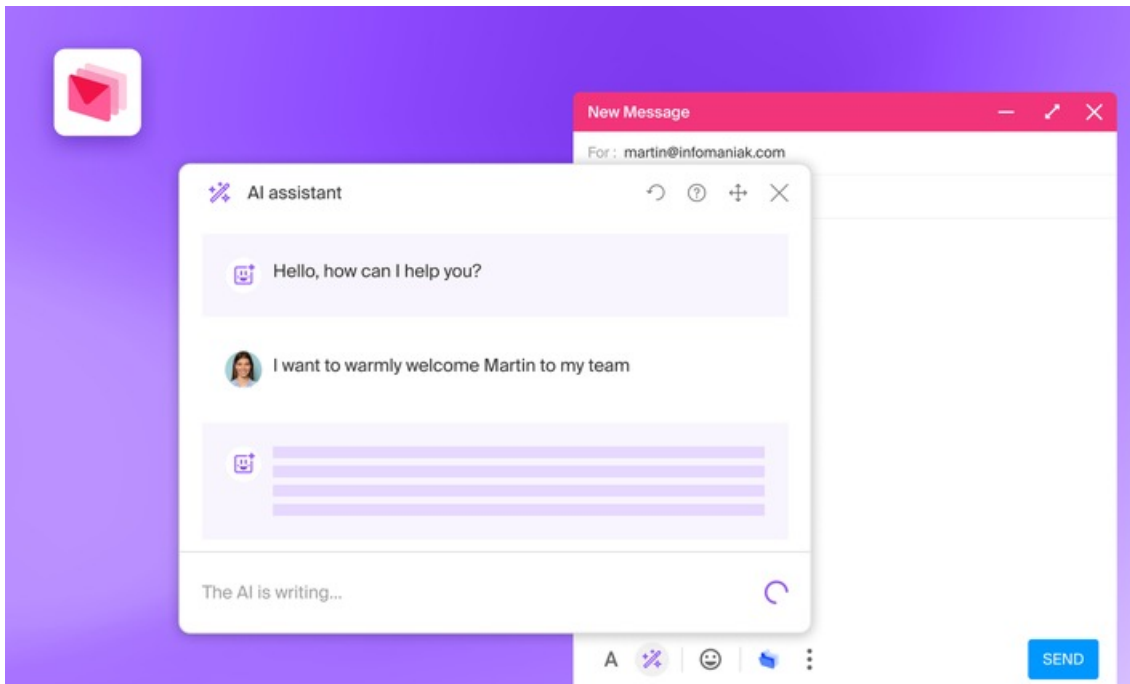 New Message
For : martin@infomaniak.com
AI assistant
Hello, how can I help you?
I want to warmly welcome Martin to my team
The AI is writing...
A
SEND